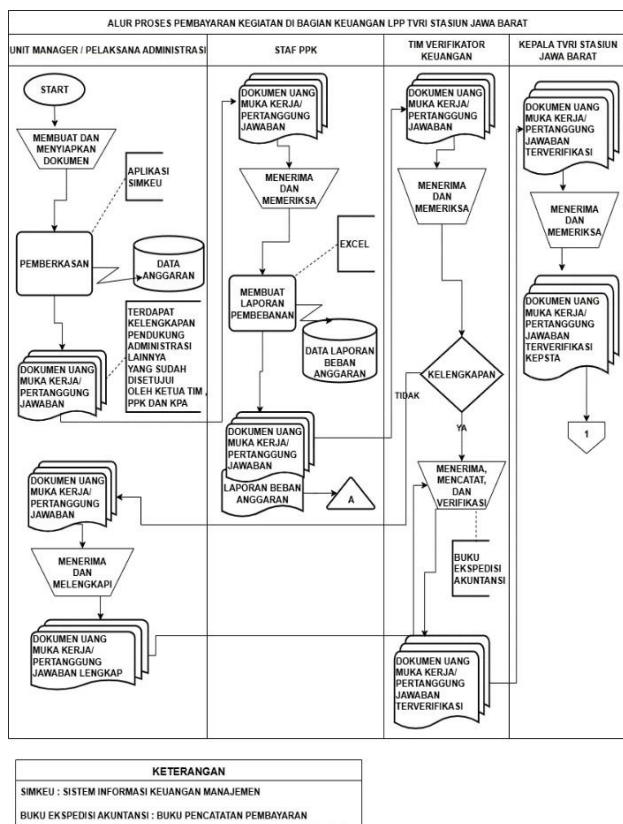 ALUR PROSES PEMBAYARAN KEGIATAN DI BAGIAN KEUANGAN LPP TVRI STASIUN JAWA BARAT
UNIT MANAGER / PELAKSANA ADMINISTRASI
START
MEMBUAT DAN
MENYIAPKAN
DOKUMEN
APLIKASI
SIMKEU
PEMBERKASAN
DATA
ANGGARAN
TERDAPAT
KELENGKAPAN
PENDUKUNG
ADMINISTRASI
LAINNYA
YANG SUDAH
DISETUJUI
OLEH KETUA TIM ,
PPK DAN KPA
DOKUMEN UANG
MUKA KERJA/
PERTANGGUNG
JAWABAN
DOKUMEN UANG
MUKA KERJA/
PERTANGGUNG
JAWABAN
MENERIMA
DAN
MELENGKAPI
DOKUMEN UANG
MUKA KERJA/
PERTANGGUNG
JAWABAN LENGKAP
STAF PPK
DOKUMEN UANG
MUKA KERJA/
PERTANGGUNG
JAWABAN
MENERIMA
DAN
MEMERIKSA
EXCEL
MEMBUAT
LAPORAN
PEMBEBANAN
DATA LAPORAN
BEBAN
ANGGARAN
DOKUMEN UANG
MUKA KERJA/
PERTANGGUNG
JAWABAN
LAPORAN BEBAN
ANGGARAN
A
TIM VERIFIKATOR
KEUANGAN
DOKUMEN UANG
MUKA KERJA/
PERTANGGUNG
JAWABAN
MENERIMA
DAN
MEMERIKSA
KELENGKAPAN
TIDAK
YA
MENERIMA,
MENCATAT,
DAN
VERIFIKASI
BUKU
EKSPEDISI
AKUNTANSI
DOKUMEN UANG
MUKA KERJA/
PERTANGGUNG
JAWABAN
TERVERIFIKASI
KEPALA TVRI STASIUN
JAWA BARAT
DOKUMEN UANG
MUKA KERJA/
PERTANGGUNG
JAWABAN
TERVERIFIKASI
MENERIMA
DAN
MEMERIKSA
DOKUMEN UANG
MUKA KERJA/
PERTANGGUNG
JAWABAN
TERVERIFIKASI
KEPSTA
1
KETERANGAN
SIMKEU : SISTEM INFORMASI KEUANGAN MANAJEMEN
BUKU EKSPEDISI AKUNTANSI : BUKU PENCATATAN PEMBAYARAN